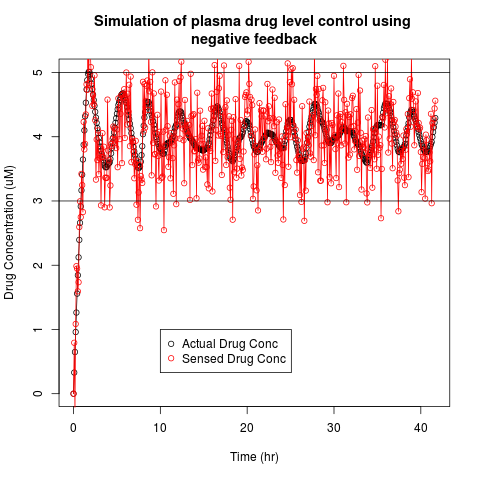 Simulation of plasma drug level control using
negative feedback
Drug Concentration (uM)
5
4
3
2
1
0
Actual Drug Conc
Sensed Drug Conc
0 10 20 30 40
Time (hr)